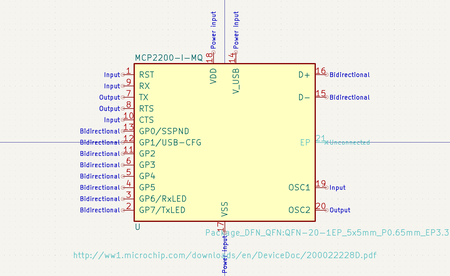 Power input
Power input
MCP2200-I-MQ
18
14
VDD
V_USB
Input 1 RST
Input 9 RX
Output 7 TX
Output 8 RTS
Input 10 CTS
Bidirectional 13 GP0/SSPND
Bidirectional 12 GP1/USB-CFG
Bidirectional 11 GP2
Bidirectional 6 GP3
Bidirectional 5 GP4
Bidirectional 4 GP5
Bidirectional 3 GP6/RxLED
Bidirectional 2 GP7/TxLED
D+ 16 Bidirectional
D- 15 Bidirectional
EP 21 Unconnected
OSC1 19 Input
OSC2 20 Output
VSS
17
Power input
U
Package_DFN_QFN:QFN-20-1EP_5x5mm_P0.65mm_EP3.3
http://ww1.microchip.com/downloads/en/DeviceDoc/200022228D.pdf